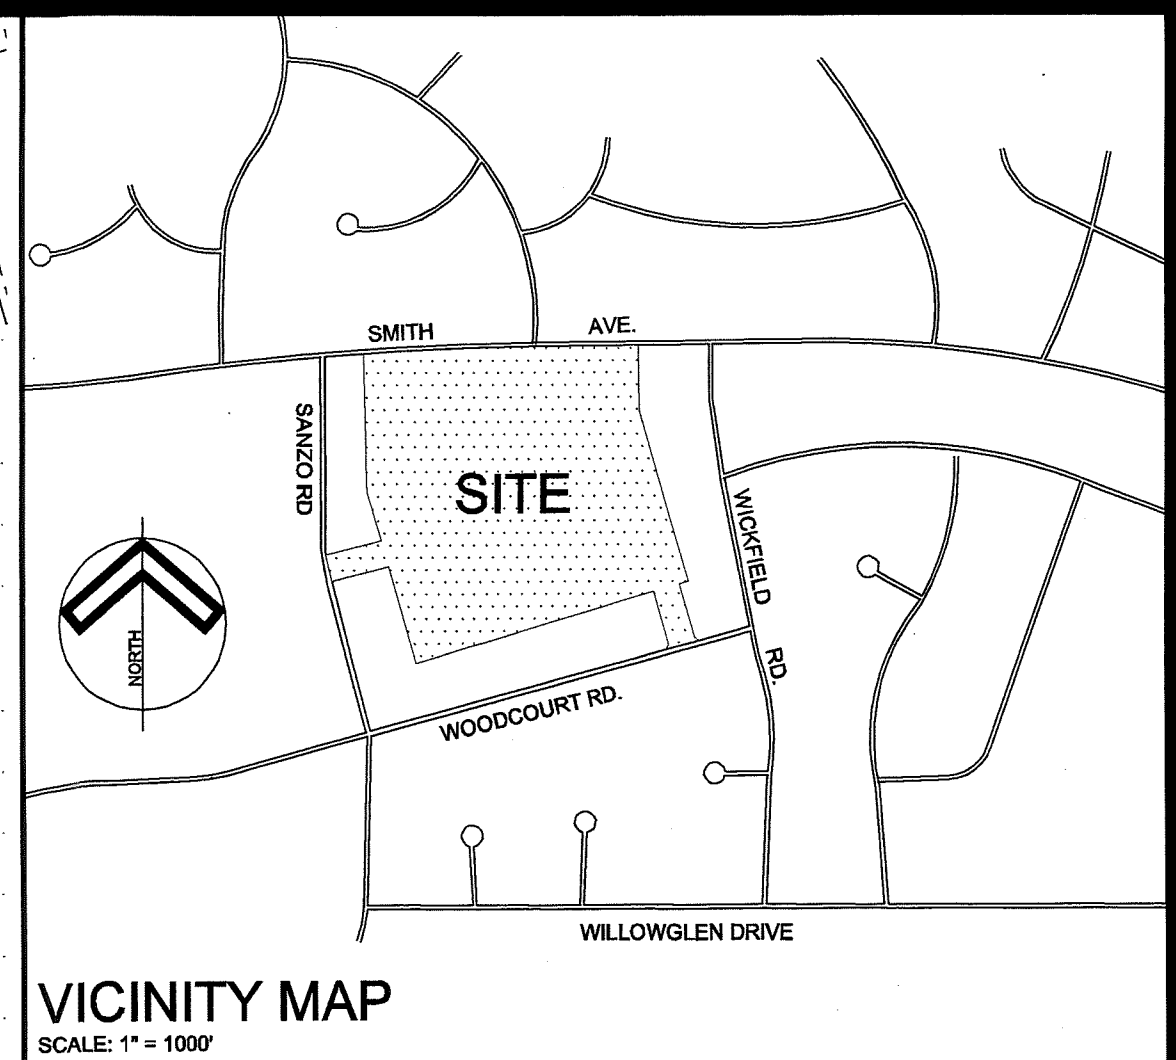 SMITH AVE.
SANZO RD
SITE
WICKFIELD RD.
NORTH
WOODCOURT RD.
WILLOWGLEN DRIVE
VICINITY MAP
SCALE: 1" = 1000'